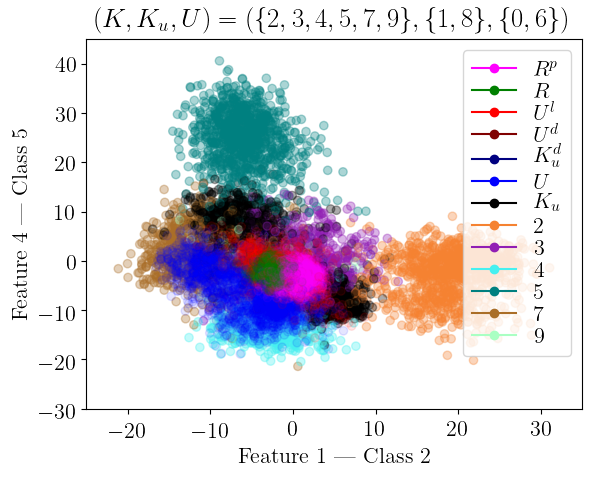 (K, K_u, U) = ({2, 3, 4, 5, 7, 9}, {1, 8}, {0, 6})
40
30
20
10
0
−10
−20
−30
Feature 4 — Class 5
−20 −10 0 10 20 30
Feature 1 — Class 2
R^p
R
U^l
U^d
K_u^d
U
K_u
2
3
4
5
7
9